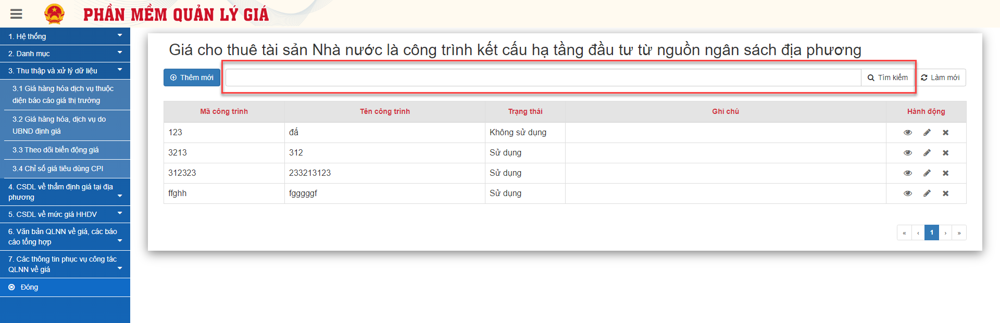 PHẦN MỀM QUẢN LÝ GIÁ
1. Hệ thống
2. Danh mục
3. Thu thập và xử lý dữ liệu
3.1 Giá hàng hóa dịch vụ thuộc
diện báo cáo giá thị trường
3.2 Giá hàng hóa, dịch vụ do
UBND định giá
3.3 Theo dõi biến động giá
3.4 Chỉ số giá tiêu dùng CPI
4. CSDL về thẩm định giá tại địa
phương
5. CSDL về mức giá HHDV
6. Văn bản QLNN về giá, các báo
cáo tổng hợp
7. Các thông tin phục vụ công tác
QLNN về giá
Đóng
Giá cho thuê tài sản Nhà nước là công trình kết cấu hạ tầng đầu tư từ nguồn ngân sách địa phương
Thêm mới Tìm kiếm Làm mới
Mã công trình Tên công trình Trạng thái Ghi chú Hành động
123 đấ Không sử dụng
3213 312 Sử dụng
312323 233213123 Sử dụng
ffghh fgggggf Sử dụng
« ‹ 1 › »